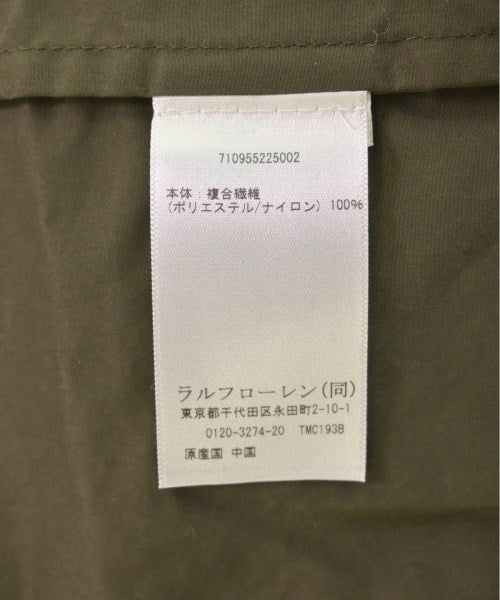 710955225002
本体 複合繊維
(ポリエステル/ナイロン) 100%
ラルフローレン(同)
東京都千代田区永田町2-10-1
0120-3274-20 TMC193B
原産国 中国